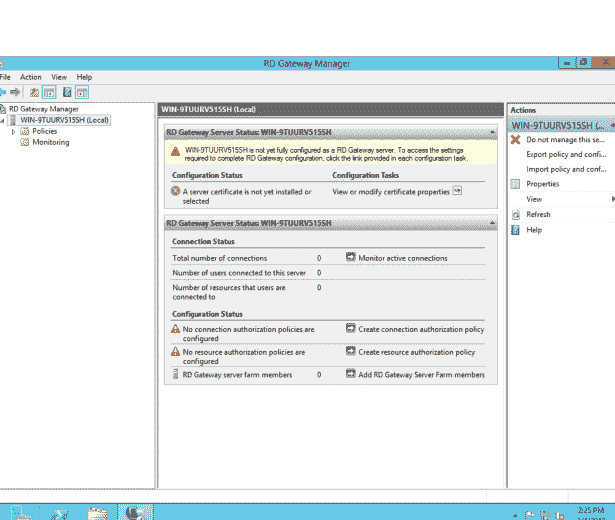 RD Gateway Manager
File Action View Help
RD Gateway Manager
WIN-9TUURV515SH (Local)
Policies
Monitoring
WIN-9TUURV515SH (Local)
RD Gateway Server Status: WIN-9TUURV515SH
WIN-9TUURV515SH is not yet fully configured as a RD Gateway server. To access the settings
required to complete RD Gateway configuration, click the link provided in each configuration task.
Configuration Status Configuration Tasks
A server certificate is not yet installed or
selected
View or modify certificate properties
RD Gateway Server Status: WIN-9TUURV515SH
Connection Status
Total number of connections 0 Monitor active connections
Number of users connected to this server 0
Number of resources that users are
connected to
0
Configuration Status
No connection authorization policies are
configured
Create connection authorization policy
No resource authorization policies are
configured
Create resource authorization policy
RD Gateway server farm members 0 Add RD Gateway Server Farm members
Actions
WIN-9TUURV515SH (...
Do not manage this se...
Export policy and confi...
Import policy and conf...
Properties
View
Refresh
Help
2:25 PM